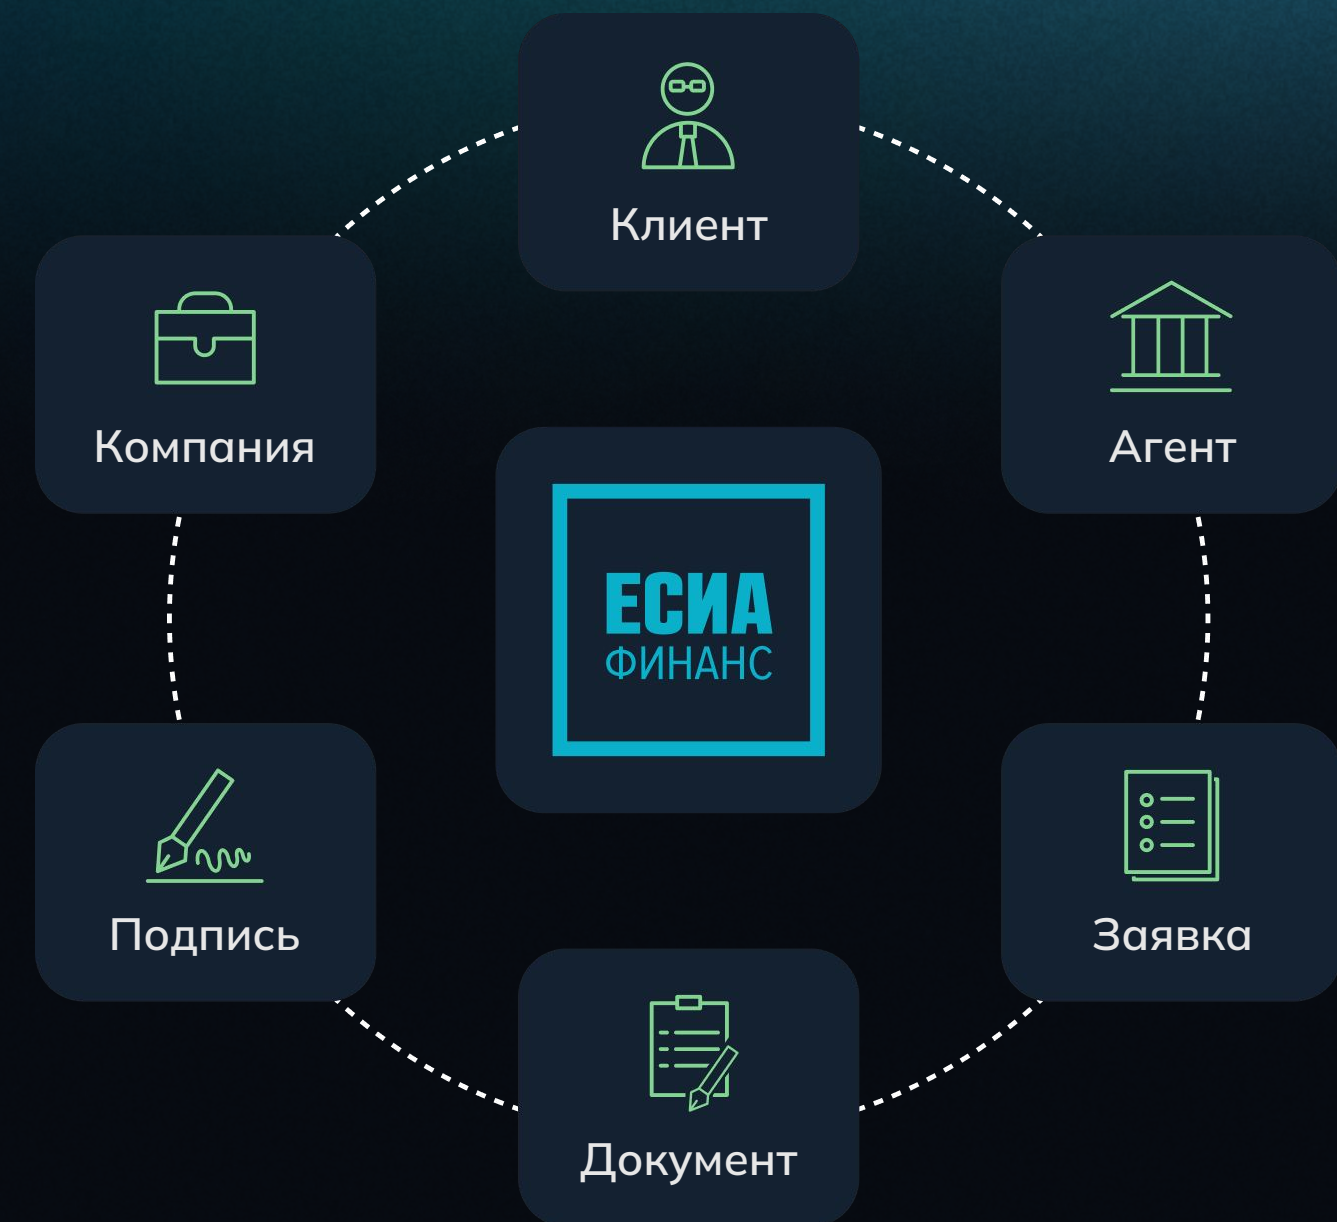 Клиент
Компания
Агент
ЕСИА
ФИНАНС
Подпись
Заявка
Документ